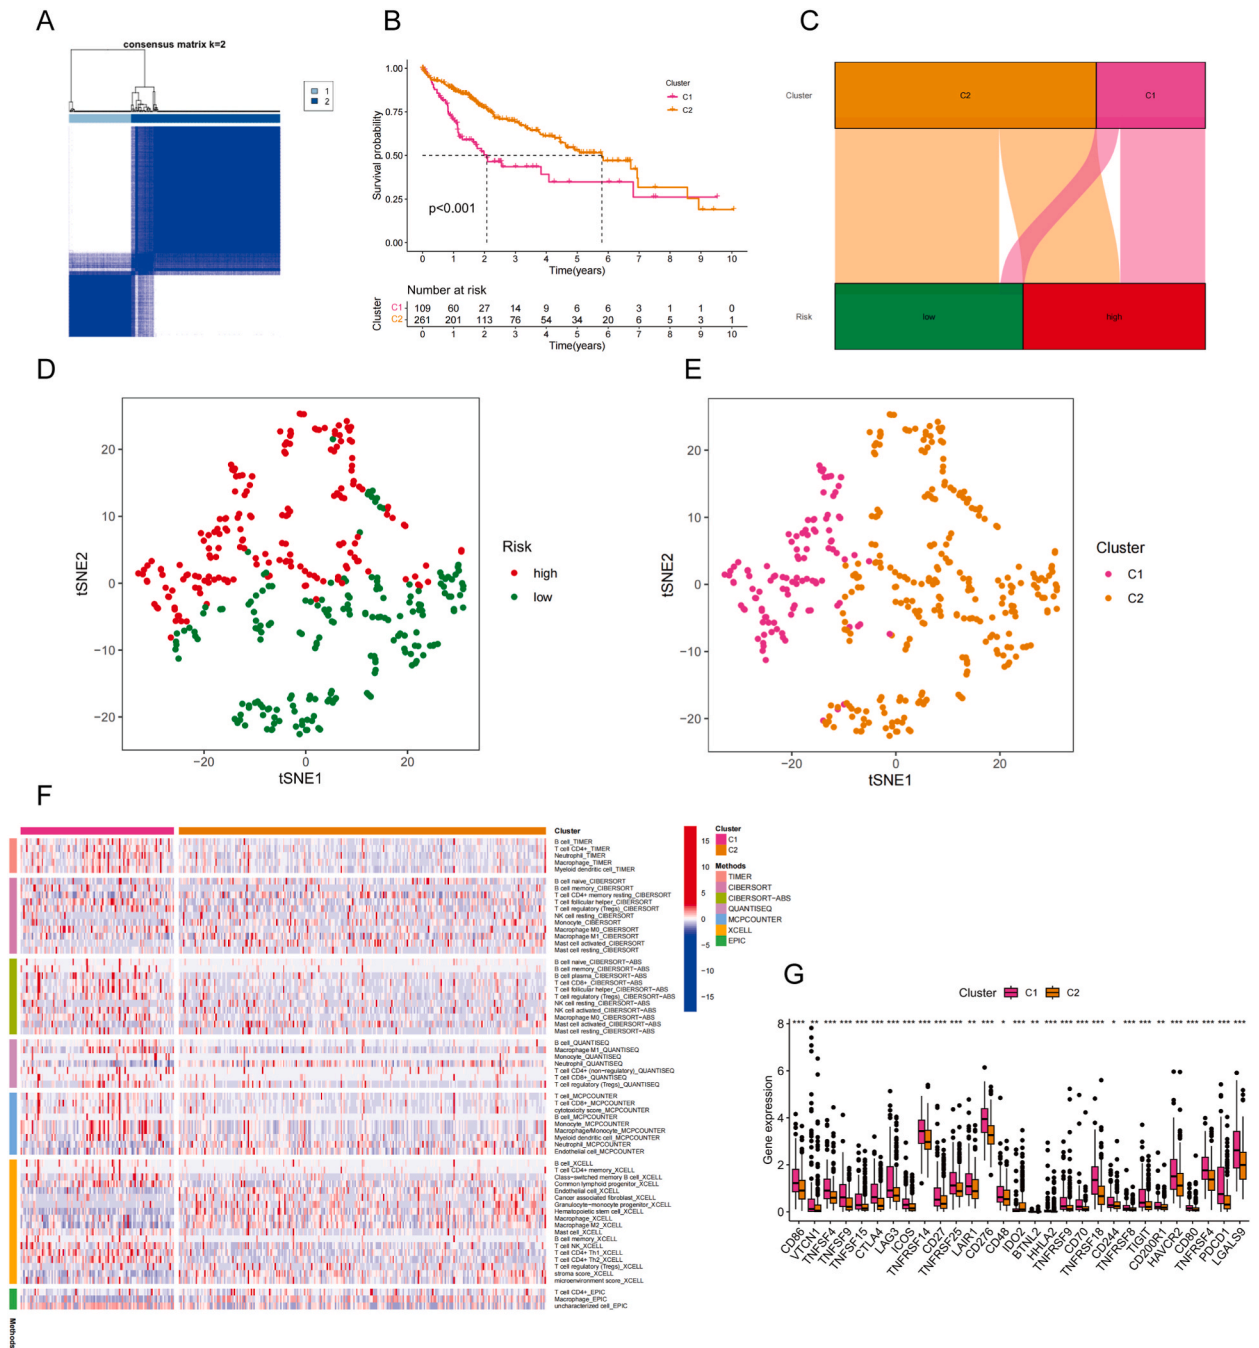 A
consensus matrix k=2
1
2
B
Cluster
C1
C2
1.00
0.75
0.50
0.25
0.00
Survival probability
p<0.001
0 1 2 3 4 5 6 7 8 9 10
Time(years)
Number at risk
Cluster
C1 109 60 27 14 9 6 6 3 1 1 0
C2 261 201 113 76 54 34 20 6 5 3 1
0 1 2 3 4 5 6 7 8 9 10
Time(years)
C
Cluster
C2
C1
Risk
low
high
D
20
10
0
−10
−20
tSNE2
−20 0 20
tSNE1
Risk
high
low
E
20
10
0
−10
−20
tSNE2
−20 0 20
tSNE1
Cluster
C1
C2
F
Cluster
B cell_TIMER
T cell CD4+_TIMER
Neutrophil_TIMER
Macrophage_TIMER
Myeloid dendritic cell_TIMER
B cell naive_CIBERSORT
B cell memory_CIBERSORT
T cell CD4+ memory resting_CIBERSORT
T cell follicular helper_CIBERSORT
T cell regulatory (Tregs)_CIBERSORT
NK cell resting_CIBERSORT
Monocyte_CIBERSORT
Macrophage M0_CIBERSORT
Macrophage M1_CIBERSORT
Mast cell activated_CIBERSORT
Mast cell resting_CIBERSORT
B cell naive_CIBERSORT−ABS
B cell memory_CIBERSORT−ABS
B cell plasma_CIBERSORT−ABS
T cell CD8+_CIBERSORT−ABS
T cell follicular helper_CIBERSORT−ABS
T cell regulatory (Tregs)_CIBERSORT−ABS
NK cell resting_CIBERSORT−ABS
NK cell activated_CIBERSORT−ABS
Macrophage M0_CIBERSORT−ABS
Mast cell activated_CIBERSORT−ABS
Mast cell resting_CIBERSORT−ABS
B cell_QUANTISEQ
Macrophage M1_QUANTISEQ
Monocyte_QUANTISEQ
Neutrophil_QUANTISEQ
T cell CD4+ (non−regulatory)_QUANTISEQ
T cell CD8+_QUANTISEQ
T cell regulatory (Tregs)_QUANTISEQ
T cell_MCPCOUNTER
T cell CD8+_MCPCOUNTER
cytotoxicity score_MCPCOUNTER
B cell_MCPCOUNTER
Monocyte_MCPCOUNTER
Macrophage/Monocyte_MCPCOUNTER
Myeloid dendritic cell_MCPCOUNTER
Neutrophil_MCPCOUNTER
Endothelial cell_MCPCOUNTER
B cell_XCELL
T cell CD4+ memory_XCELL
Class−switched memory B cell_XCELL
Common lymphoid progenitor_XCELL
Endothelial cell_XCELL
Cancer associated fibroblast_XCELL
Granulocyte−monocyte progenitor_XCELL
Hematopoietic stem cell_XCELL
Macrophage_XCELL
Macrophage M2_XCELL
Mast cell_XCELL
B cell memory_XCELL
T cell NK_XCELL
T cell CD4+ Th1_XCELL
T cell CD4+ Th2_XCELL
T cell regulatory (Tregs)_XCELL
stroma score_XCELL
microenvironment score_XCELL
T cell CD4+_EPIC
Macrophage_EPIC
uncharacterized cell_EPIC
Methods
15
10
5
0
−5
−10
−15
Cluster
C1
C2
Methods
TIMER
CIBERSORT
CIBERSORT−ABS
QUANTISEQ
MCPCOUNTER
XCELL
EPIC
G
Cluster C1 C2
8
6
4
2
0
Gene expression
CD86
VTCN1
TNFSF4
TNFSF9
TNFSF15
CTLA4
LAG3
ICOS
TNFRSF14
CD27
TNFRSF25
LAIR1
CD276
CD48
IDO2
BTNL2
HHLA2
TNFRSF9
CD70
TNFRSF18
CD244
TNFRSF8
TIGIT
CD200R1
HAVCR2
CD80
TNFRSF4
PDCD1
LGALS9